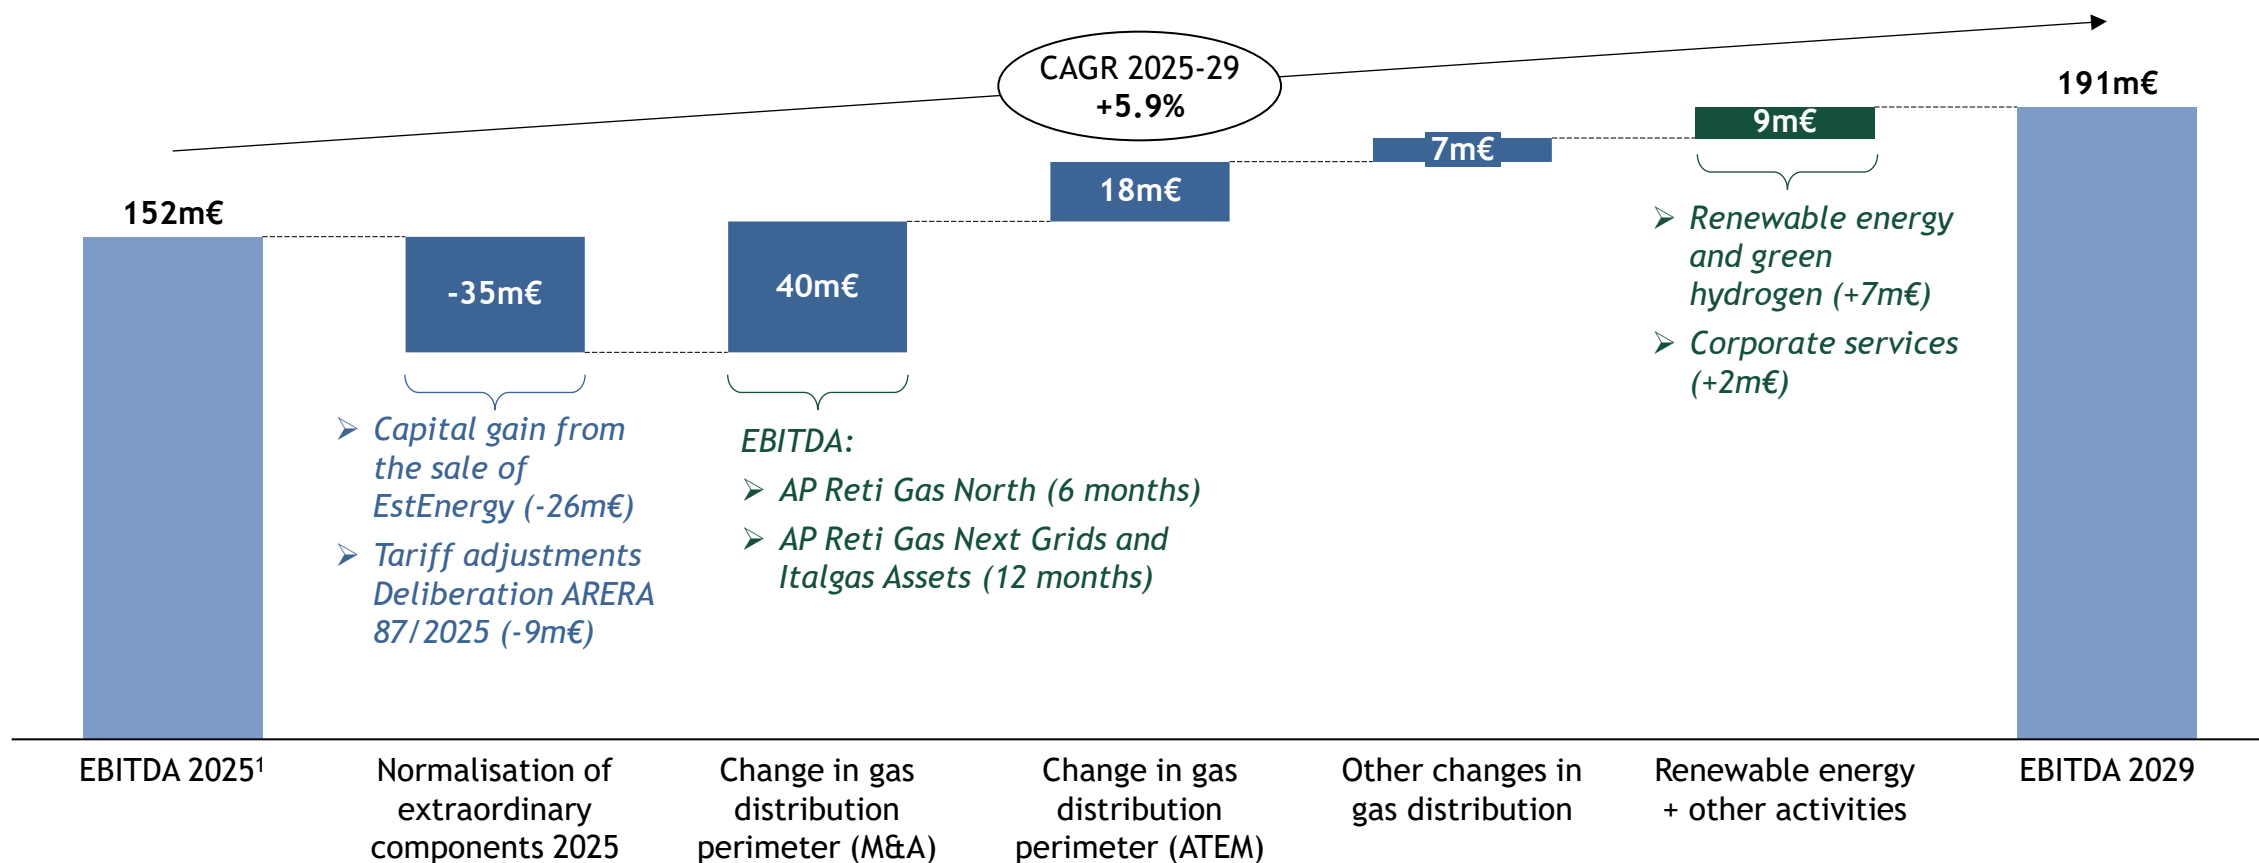 CAGR 2025-29
+5.9%
191m€
9m€
7m€
18m€
152m€
-35m€
40m€
➢ Renewable energy
and green
hydrogen (+7m€)
➢ Corporate services
(+2m€)
➢ Capital gain from
the sale of
EstEnergy (-26m€)
➢ Tariff adjustments
Deliberation ARERA
87/2025 (-9m€)
EBITDA:
➢ AP Reti Gas North (6 months)
➢ AP Reti Gas Next Grids and
Italgas Assets (12 months)
EBITDA 2025¹
Normalisation of
extraordinary
components 2025
Change in gas
distribution
perimeter (M&A)
Change in gas
distribution
perimeter (ATEM)
Other changes in
gas distribution
Renewable energy
+ other activities
EBITDA 2029